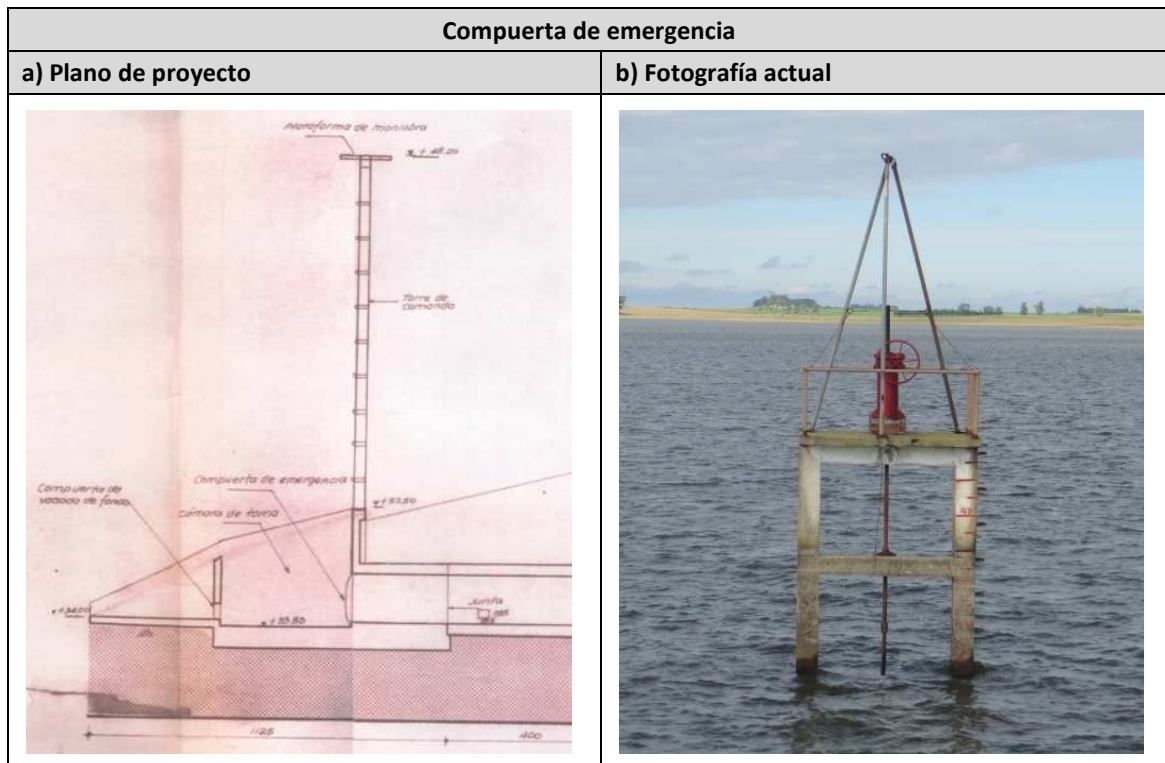 Compuerta de emergencia
a) Plano de proyecto
b) Fotografía actual
Plataforma de maniobra
+ 48.20
Torre de
comando
Compuerta de emergencia
Compuerta de
vaciado de fondo
Cámara de toma
+ 37.50
+ 34.00
+ 33.50
Junta
1125
400